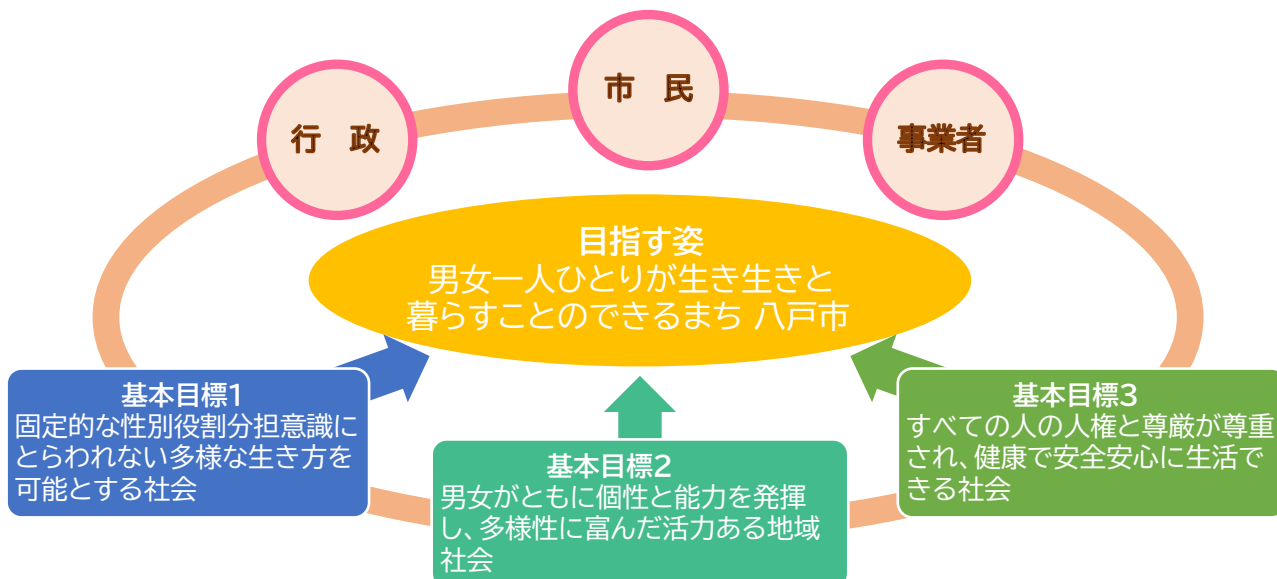 行　政
市　民
事業者
目指す姿
男女一人ひとりが生き生きと
暮らすことのできるまち 八戸市
基本目標1
固定的な性別役割分担意識に
とらわれない多様な生き方を
可能とする社会
基本目標2
男女がともに個性と能力を発揮
し、多様性に富んだ活力ある地域
社会
基本目標3
すべての人の人権と尊厳が尊重
され、健康で安全安心に生活で
きる社会